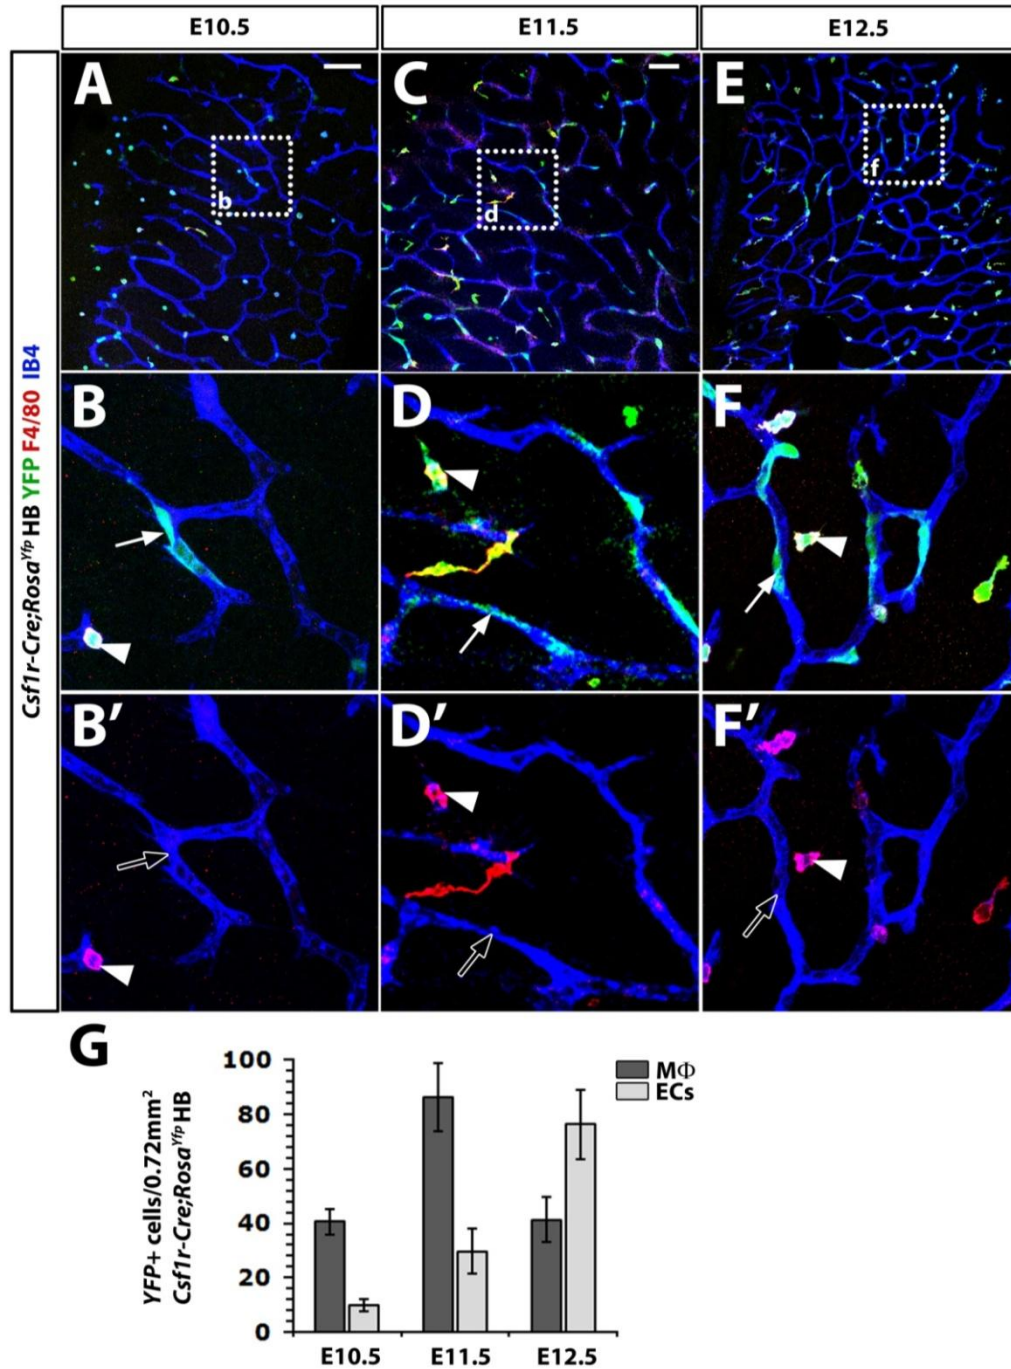 E10.5 E11.5 E12.5
Csf1r-Cre;Rosaʸᶠᵖ HB YFP F4/80 IB4
A C E
b d f
B D F
B′ D′ F′
G
YFP+ cells/0.72mm²
Csf1r-Cre;Rosaʸᶠᵖ HB
100
80
60
40
20
0
MΦ
ECs
E10.5 E11.5 E12.5